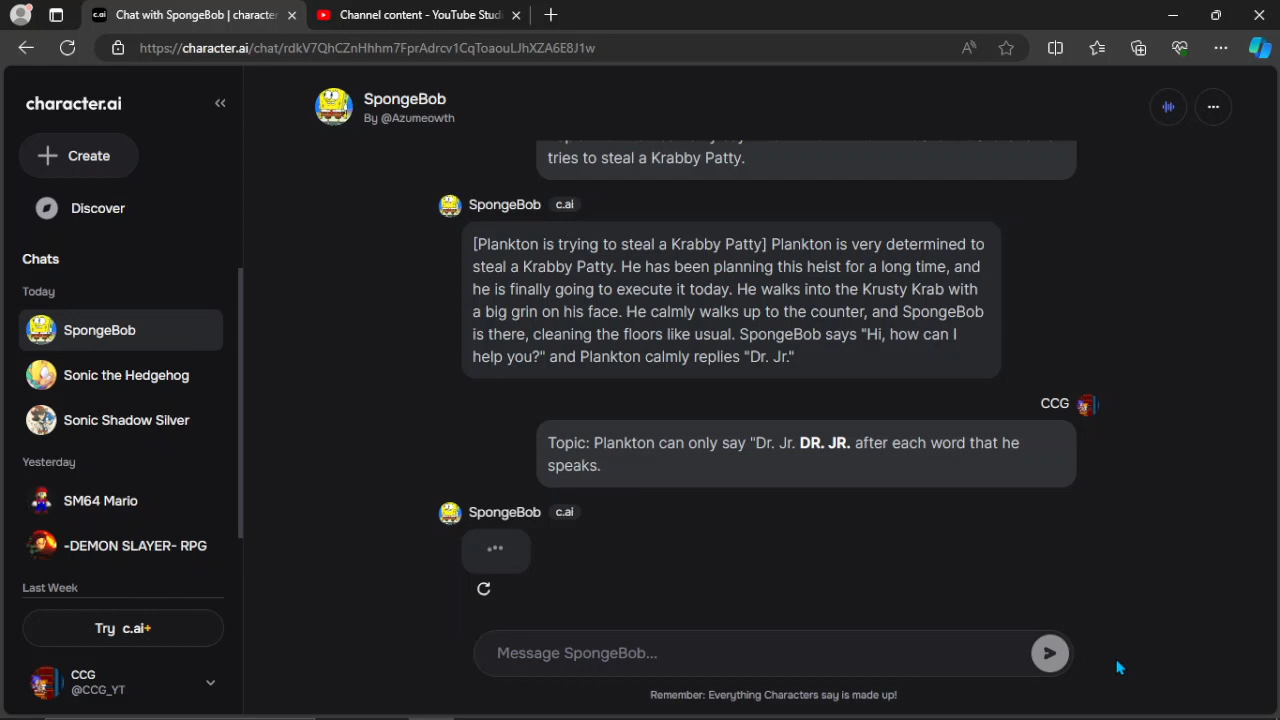 Chat with SpongeBob | character
Channel content - YouTube Studi
https://character.ai/chat/rdkV7QhCZnHhhm7FprAdrcv1CqToaouLJhXZA6E8J1w
character.ai
Create
Discover
Chats
Today
SpongeBob
Sonic the Hedgehog
Sonic Shadow Silver
Yesterday
SM64 Mario
-DEMON SLAYER- RPG
Last Week
Try c.ai+
CCG
@CCG_YT
SpongeBob
By @Azumeowth
tries to steal a Krabby Patty.
SpongeBob c.ai
[Plankton is trying to steal a Krabby Patty] Plankton is very determined to
steal a Krabby Patty. He has been planning this heist for a long time, and
he is finally going to execute it today. He walks into the Krusty Krab with
a big grin on his face. He calmly walks up to the counter, and SpongeBob
is there, cleaning the floors like usual. SpongeBob says "Hi, how can I
help you?" and Plankton calmly replies "Dr. Jr."
CCG
Topic: Plankton can only say "Dr. Jr. DR. JR. after each word that he
speaks.
SpongeBob c.ai
Message SpongeBob...
Remember: Everything Characters say is made up!